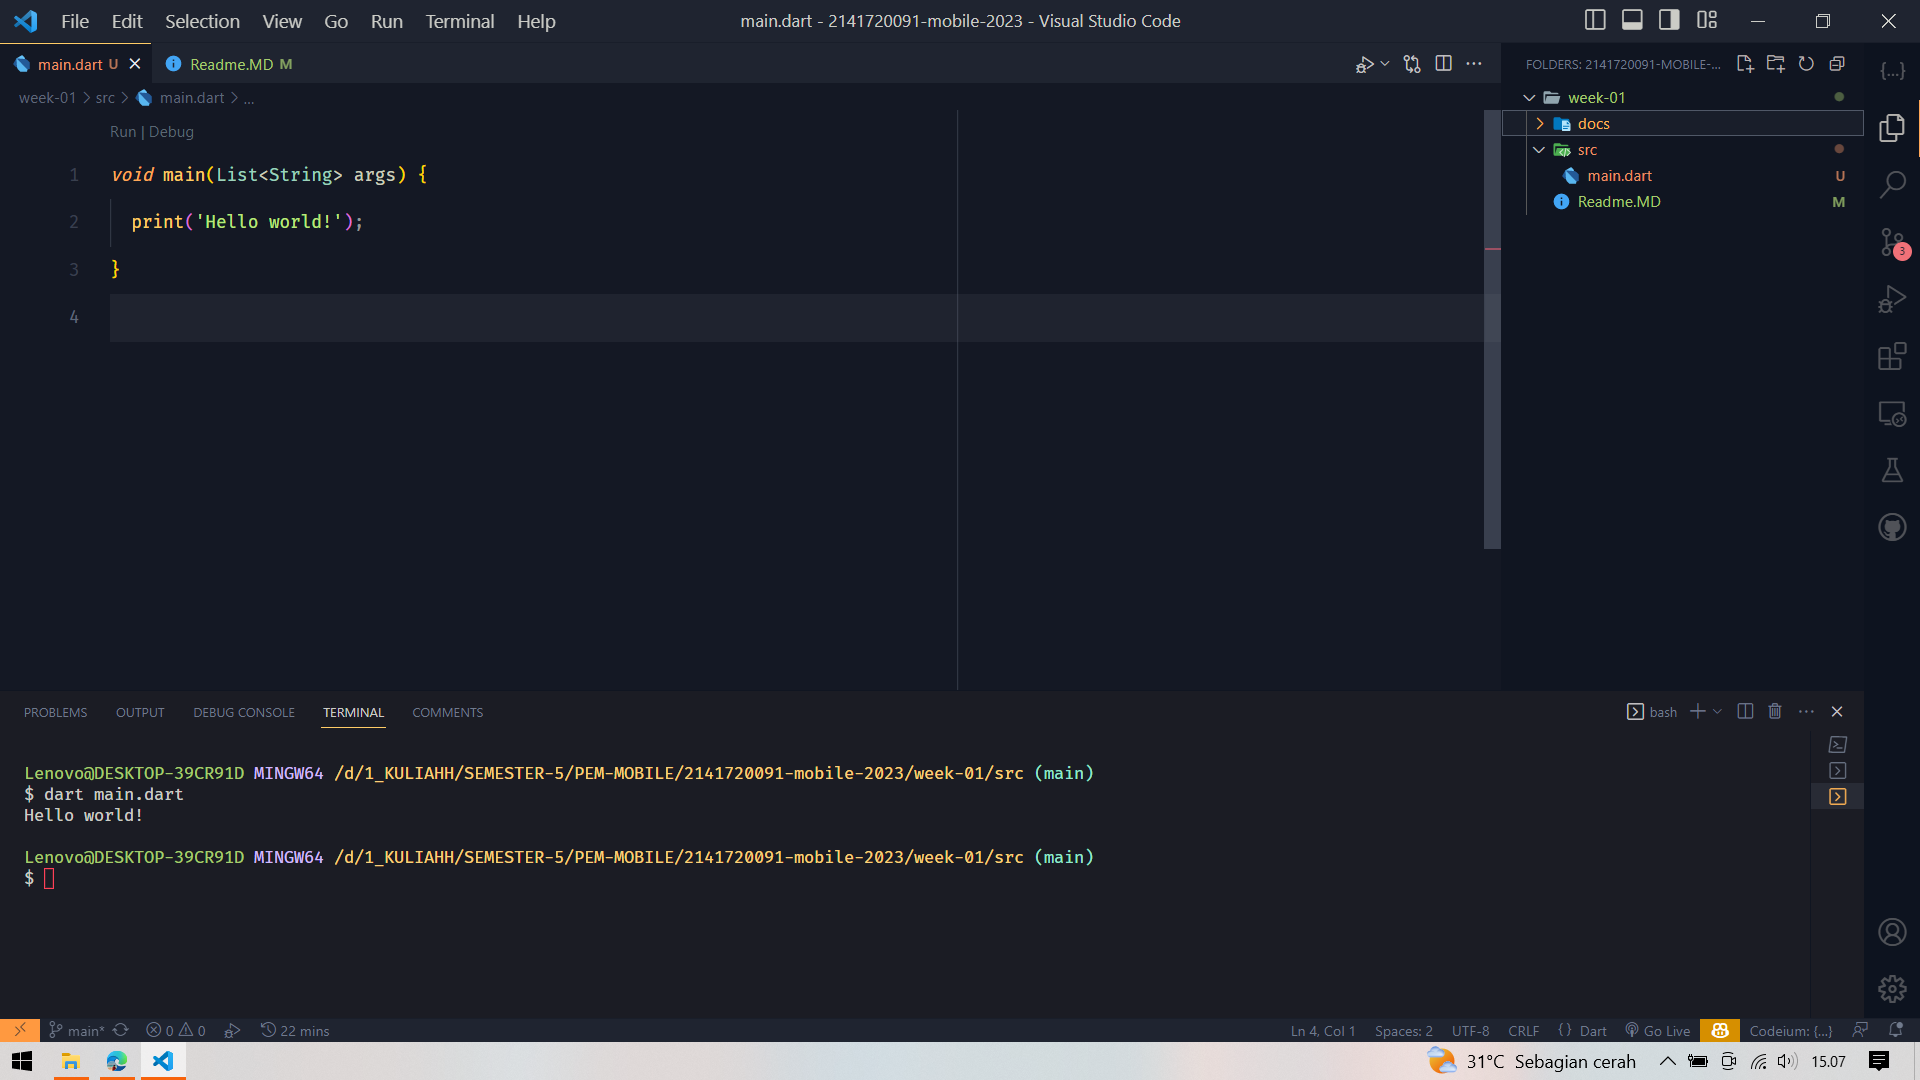 File Edit Selection View Go Run Terminal Help
main.dart - 2141720091-mobile-2023 - Visual Studio Code
main.dart U
Readme.MD M
week-01 > src > main.dart > ...
Run | Debug
1 void main(List<String> args) {
2 print('Hello world!');
3 }
4
FOLDERS: 2141720091-MOBILE-...
week-01
docs
src
main.dart U
Readme.MD M
{...}
3
PROBLEMS OUTPUT DEBUG CONSOLE TERMINAL COMMENTS
bash
Lenovo@DESKTOP-39CR91D MINGW64 /d/1_KULIAHH/SEMESTER-5/PEM-MOBILE/2141720091-mobile-2023/week-01/src (main)
$ dart main.dart
Hello world!
Lenovo@DESKTOP-39CR91D MINGW64 /d/1_KULIAHH/SEMESTER-5/PEM-MOBILE/2141720091-mobile-2023/week-01/src (main)
$
main* 0 0 22 mins
Ln 4, Col 1 Spaces: 2 UTF-8 CRLF {} Dart Go Live Codeium: {...}
31°C Sebagian cerah 15.07